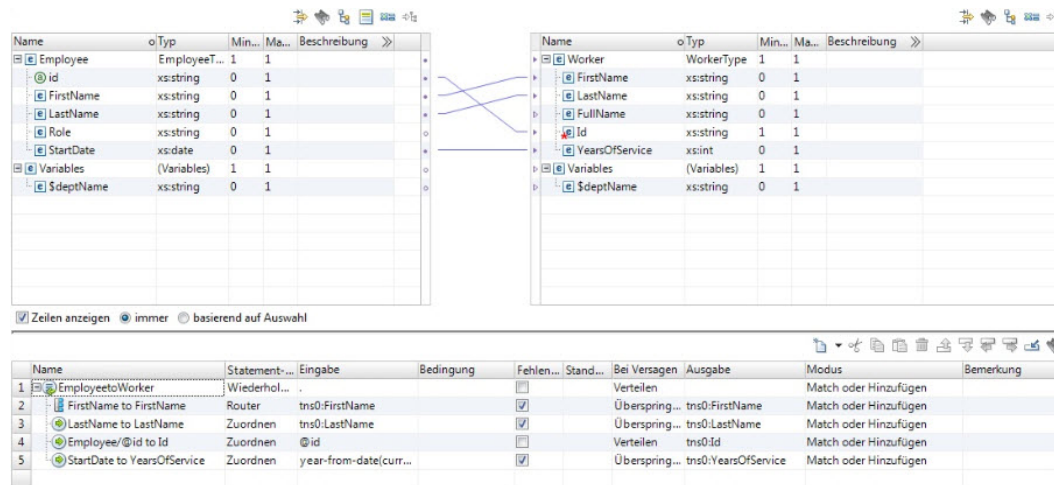 Name Typ Min... Ma... Beschreibung
Name Typ Min... Ma... Beschreibung
Employee EmployeeT... 1 1
Worker WorkerType 1 1
id xs:string 0 1
FirstName xs:string 0 1
FirstName xs:string 0 1
LastName xs:string 0 1
LastName xs:string 0 1
FullName xs:string 0 1
Role xs:string 0 1
Id xs:string 1 1
StartDate xs:date 0 1
YearsOfService xs:int 0 1
Variables (Variables) 1 1
Variables (Variables) 1 1
$deptName xs:string 0 1
$deptName xs:string 0 1
Zeilen anzeigen immer basierend auf Auswahl
Name Statement-... Eingabe Bedingung Fehlen... Stand... Bei Versagen Ausgabe Modus Bemerkung
1 EmployeetoWorker Wiederhol... . Verteilen Match oder Hinzufügen
2 FirstName to FirstName Router tns0:FirstName Überspring... tns0:FirstName Match oder Hinzufügen
3 LastName to LastName Zuordnen tns0:LastName Überspring... tns0:LastName Match oder Hinzufügen
4 Employee/@id to Id Zuordnen @id Verteilen tns0:Id Match oder Hinzufügen
5 StartDate to YearsOfService Zuordnen year-from-date(curr... Überspring... tns0:YearsOfService Match oder Hinzufügen